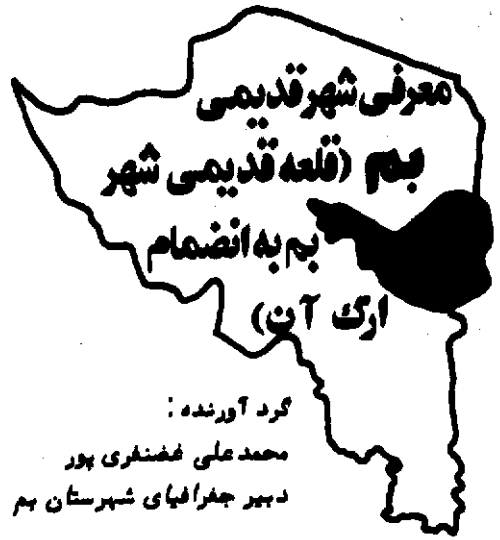 معرفی شهر قدیمی
بم (قلعه قدیمی شهر
بم به انضمام
ارگ آن)
گرد آورنده :
محمد علی غضنفری پور
دبیر جغرافیای شهرستان بم